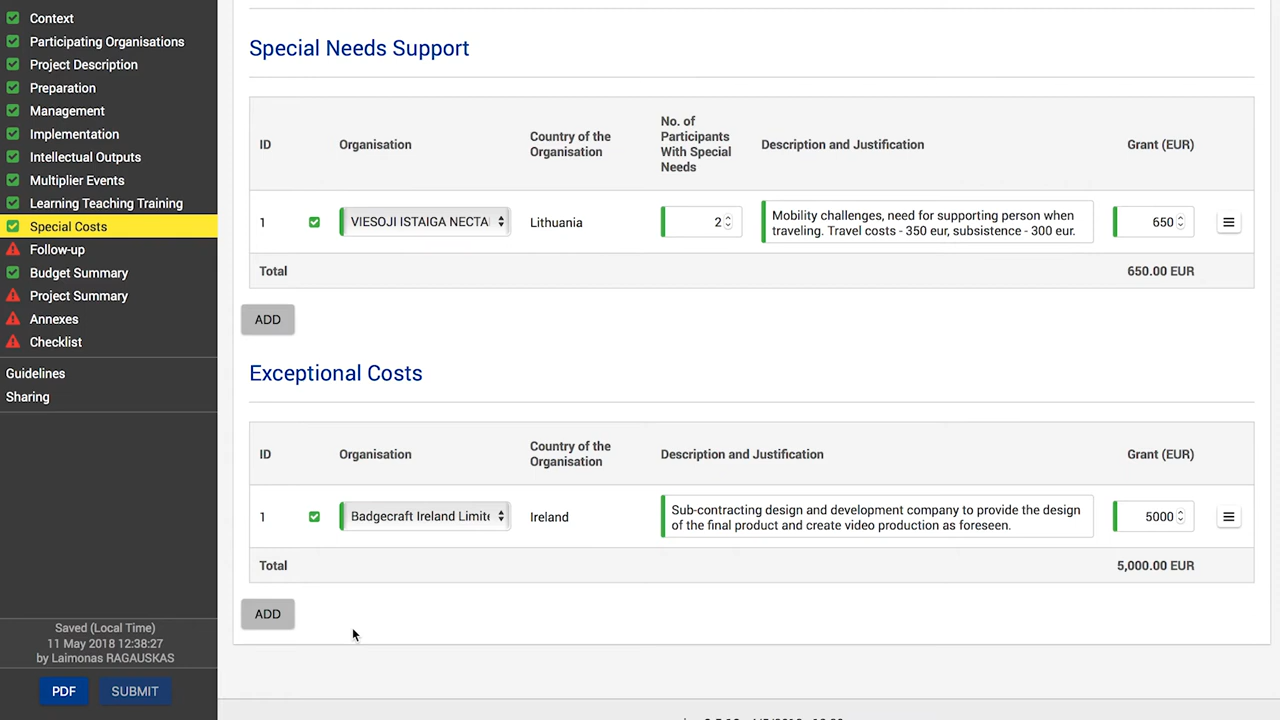 Context
Participating Organisations
Project Description
Preparation
Management
Implementation
Intellectual Outputs
Multiplier Events
Learning Teaching Training
Special Costs
Follow-up
Budget Summary
Project Summary
Annexes
Checklist
Guidelines
Sharing
Saved (Local Time)
11 May 2018 12:38:27
by Laimonas RAGAUSKAS
PDF
SUBMIT
Special Needs Support
ID
Organisation
Country of the
Organisation
No. of
Participants
With Special
Needs
Description and Justification
Grant (EUR)
1
VIESOJI ISTAIGA NECTA
Lithuania
2
Mobility challenges, need for supporting person when
traveling. Travel costs - 350 eur, subsistence - 300 eur.
650
Total
650.00 EUR
ADD
Exceptional Costs
ID
Organisation
Country of the
Organisation
Description and Justification
Grant (EUR)
1
Badgecraft Ireland Limite
Ireland
Sub-contracting design and development company to provide the design
of the final product and create video production as foreseen.
5000
Total
5,000.00 EUR
ADD